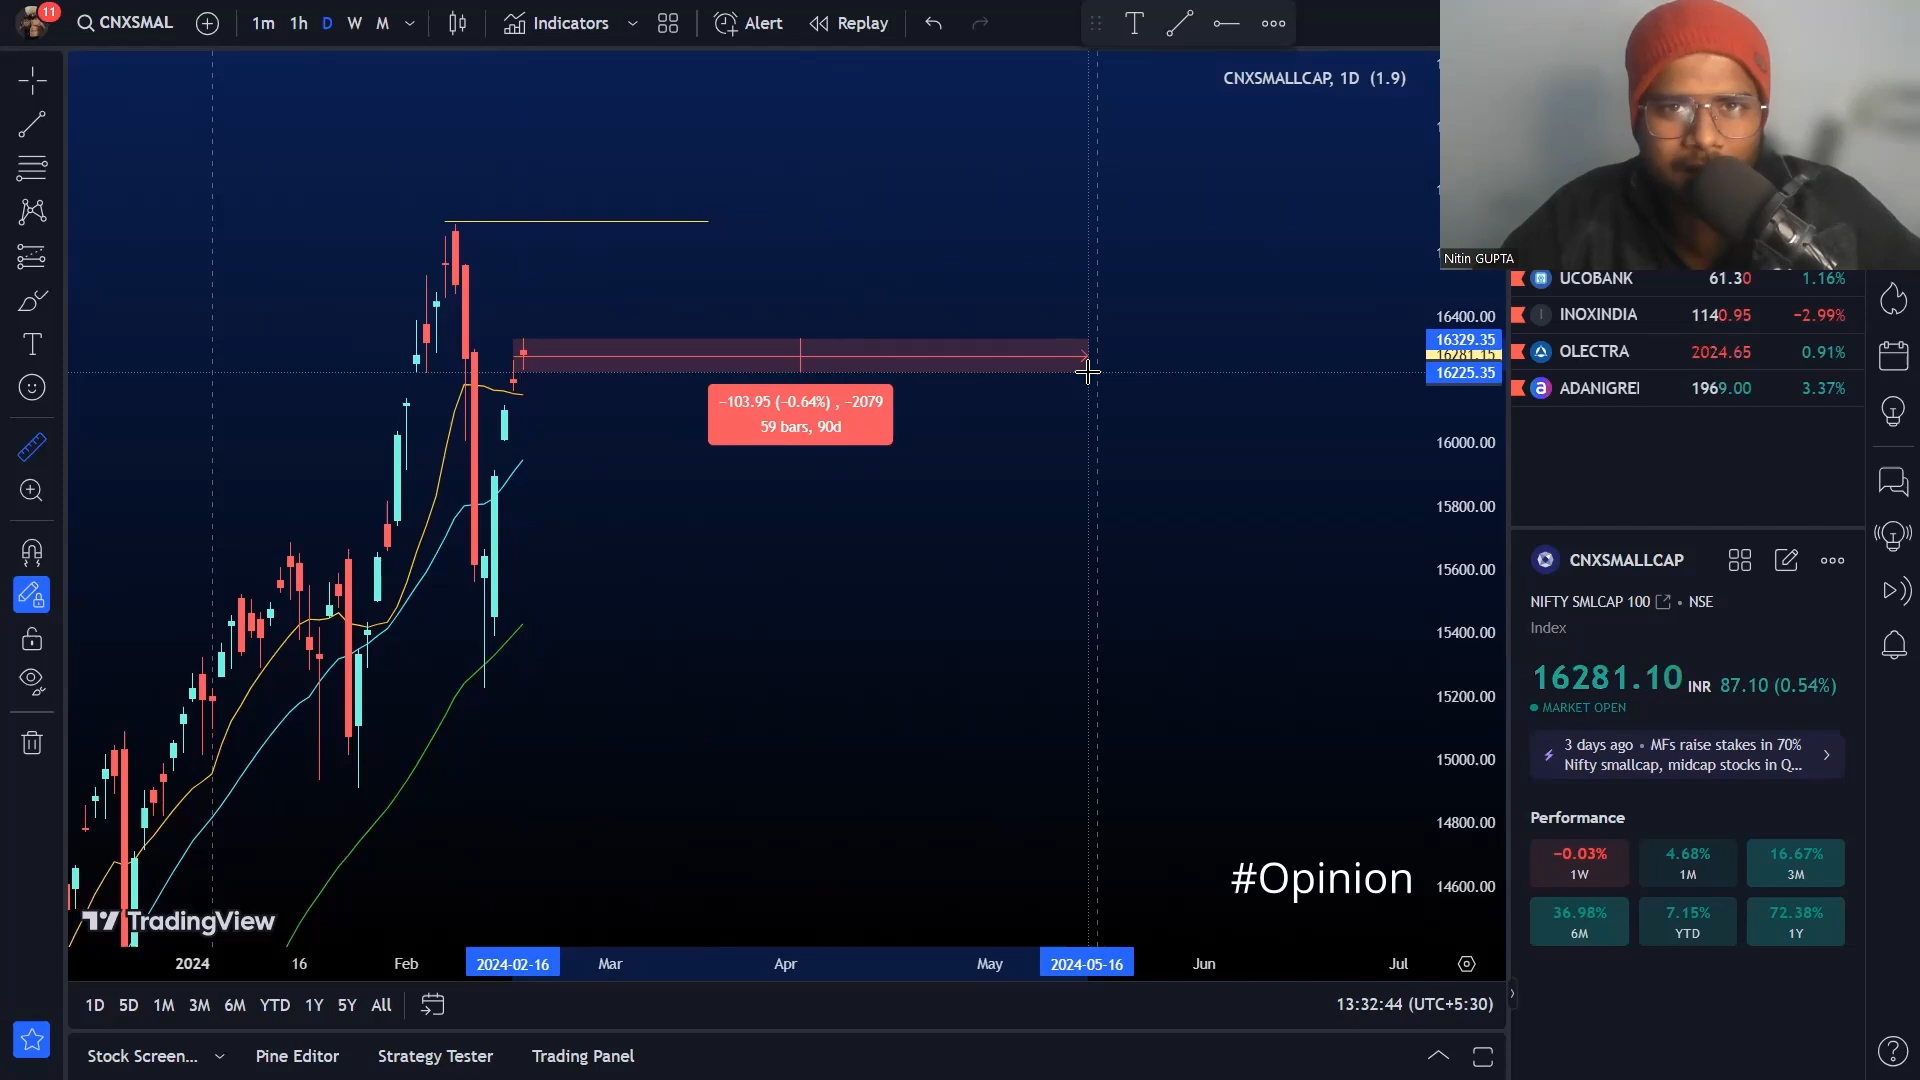 11
CNXSMAL
1m 1h D W M
Indicators
Alert
Replay
T
CNXSMALLCAP, 1D (1.9)
Nitin GUPTA
UCOBANK 61.30 1.16%
INOXINDIA 1140.95 −2.99%
OLECTRA 2024.65 0.91%
ADANIGREI 1969.00 3.37%
16400.00
16329.35
16281.15
16225.35
16000.00
15800.00
15600.00
15400.00
15200.00
15000.00
14800.00
14600.00
−103.95 (−0.64%) , −2079
59 bars, 90d
CNXSMALLCAP
NIFTY SMLCAP 100 • NSE
Index
16281.10 INR 87.10 (0.54%)
MARKET OPEN
3 days ago • MFs raise stakes in 70%
Nifty smallcap, midcap stocks in Q...
Performance
−0.03% 4.68% 16.67%
1W 1M 3M
36.98% 7.15% 72.38%
6M YTD 1Y
#Opinion
TradingView
2024 16 Feb 2024-02-16 Mar Apr May 2024-05-16 Jun Jul
1D 5D 1M 3M 6M YTD 1Y 5Y All
13:32:44 (UTC+5:30)
Stock Screen... Pine Editor Strategy Tester Trading Panel